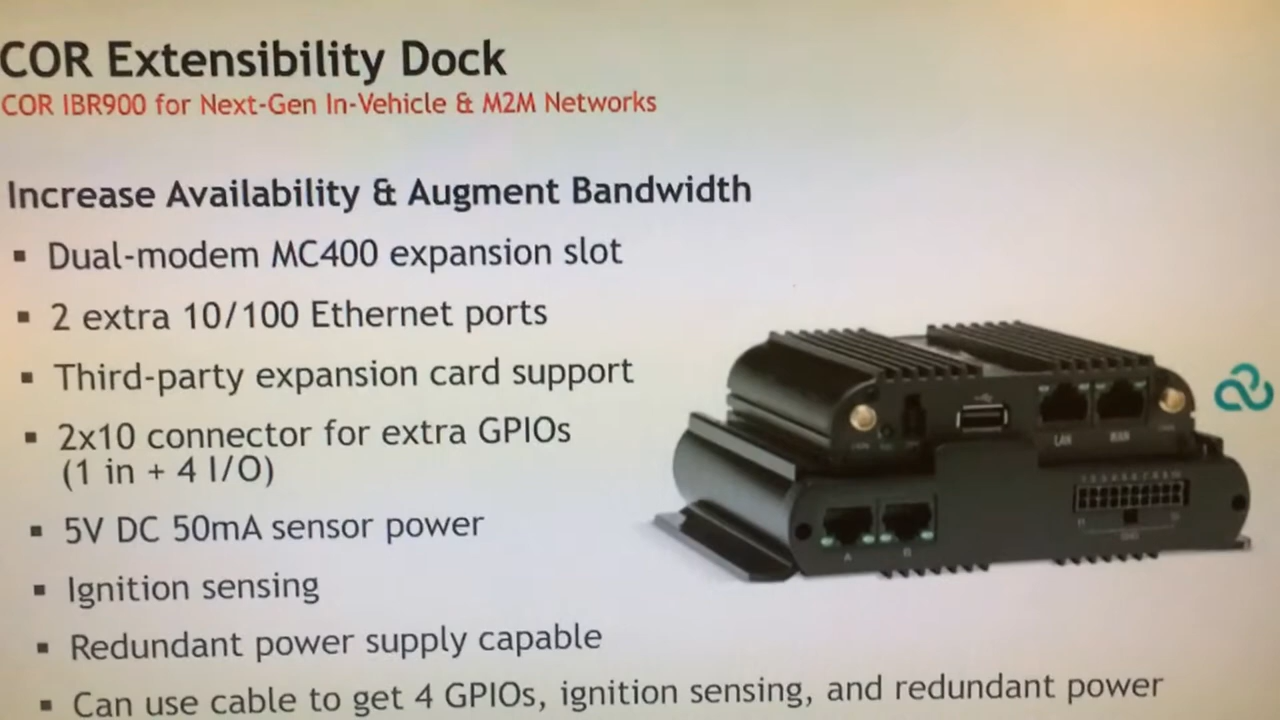 COR Extensibility Dock
COR IBR900 for Next-Gen In-Vehicle & M2M Networks
Increase Availability & Augment Bandwidth
▪ Dual-modem MC400 expansion slot
▪ 2 extra 10/100 Ethernet ports
▪ Third-party expansion card support
▪ 2x10 connector for extra GPIOs
(1 in + 4 I/O)
▪ 5V DC 50mA sensor power
▪ Ignition sensing
▪ Redundant power supply capable
▪ Can use cable to get 4 GPIOs, ignition sensing, and redundant power
LAN WAN
A B